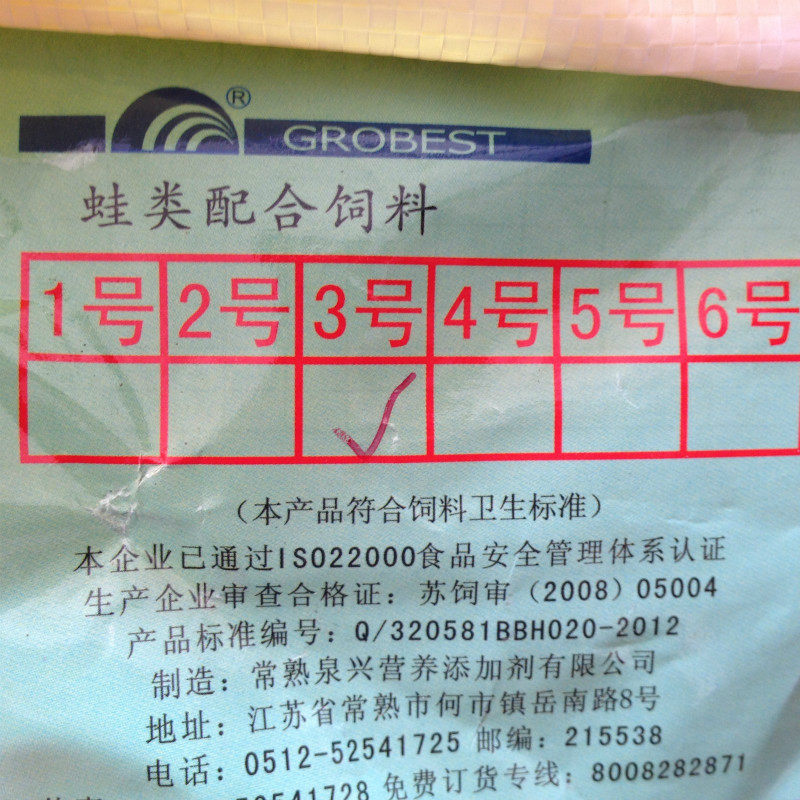 ®
GROBEST
蛙类配合饲料
1号 2号 3号 4号 5号 6号
(本产品符合饲料卫生标准)
本企业已通过ISO22000食品安全管理体系认证
生产企业审查合格证：苏饲审（2008）05004
产品标准编号：Q/320581BBH020-2012
制造：常熟泉兴营养添加剂有限公司
地址：江苏省常熟市何市镇岳南路8号
电话：0512-52541725 邮编：215538
52541728 免费订货专线：8008282871